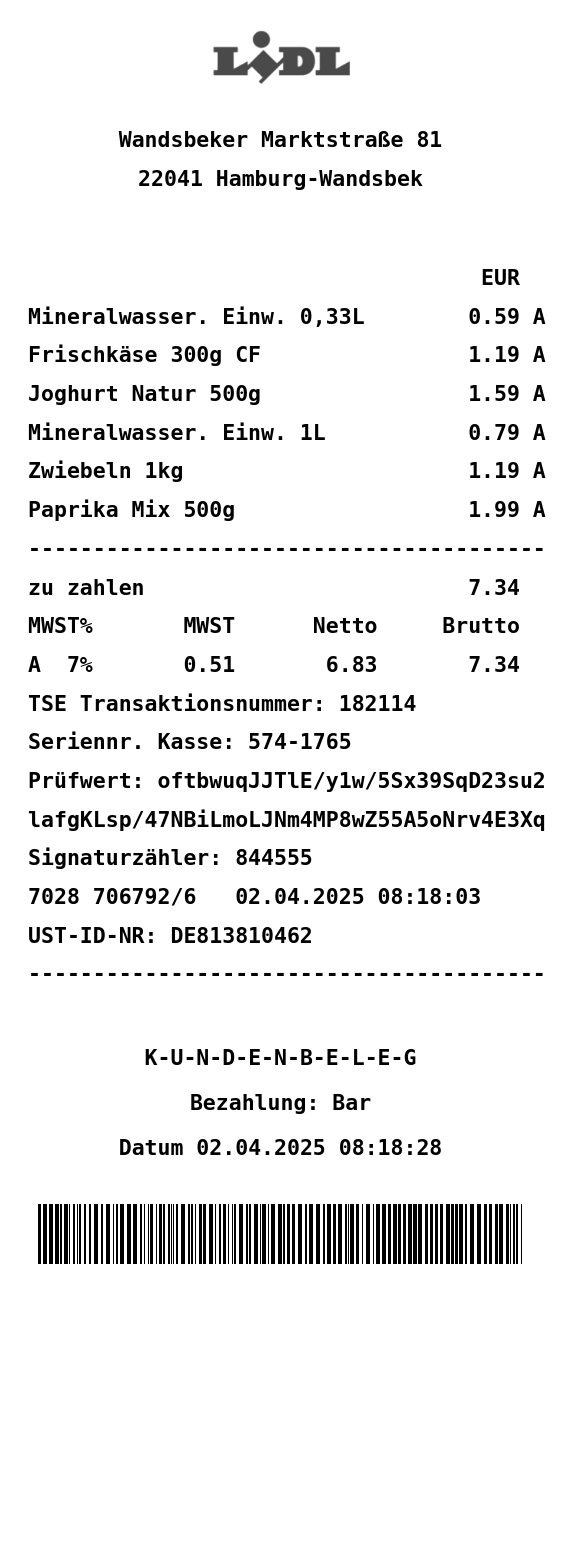 LIDL
Wandsbeker Marktstraße 81
22041 Hamburg-Wandsbek
EUR
Mineralwasser. Einw. 0,33L 0.59 A
Frischkäse 300g CF 1.19 A
Joghurt Natur 500g 1.59 A
Mineralwasser. Einw. 1L 0.79 A
Zwiebeln 1kg 1.19 A
Paprika Mix 500g 1.99 A
----------------------------------------
zu zahlen 7.34
MWST% MWST Netto Brutto
A 7% 0.51 6.83 7.34
TSE Transaktionsnummer: 182114
Seriennr. Kasse: 574-1765
Prüfwert: oftbwuqJJTlE/y1w/5Sx39SqD23su2
lafgKLsp/47NBiLmoLJNm4MP8wZ55A5oNrv4E3Xq
Signaturzähler: 844555
7028 706792/6 02.04.2025 08:18:03
UST-ID-NR: DE813810462
----------------------------------------
K-U-N-D-E-N-B-E-L-E-G
Bezahlung: Bar
Datum 02.04.2025 08:18:28